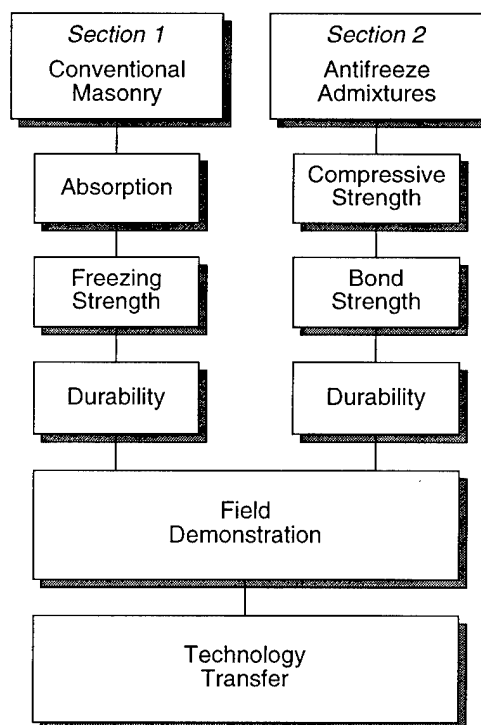 Section 1
Conventional
Masonry
Section 2
Antifreeze
Admixtures
Absorption
Compressive
Strength
Freezing
Strength
Bond
Strength
Durability
Durability
Field
Demonstration
Technology
Transfer